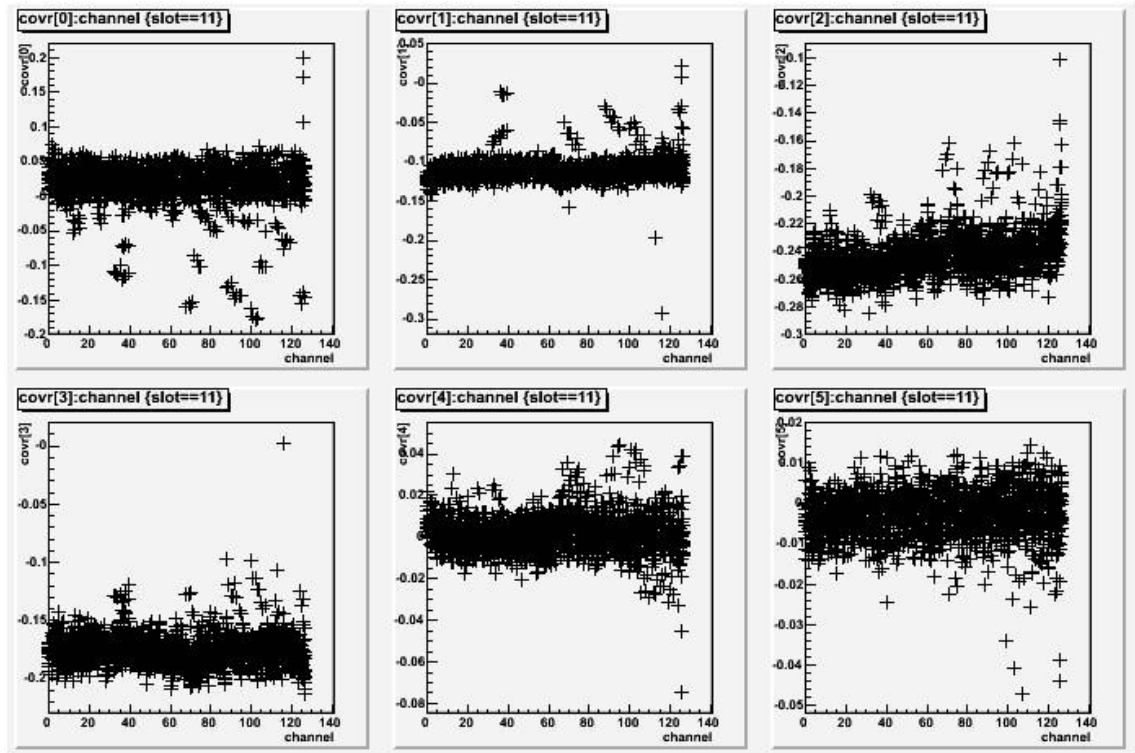 covr[0]:channel {slot==11}
covr[0]
0.2
0.15
0.1
0.05
-0
-0.05
-0.1
-0.15
-0.2
0 20 40 60 80 100 120 140
channel
covr[1]:channel {slot==11}
0.05
-0
-0.05
-0.1
-0.15
-0.2
-0.25
-0.3
0 20 40 60 80 100 120 140
channel
covr[2]:channel {slot==11}
covr[2]
-0.1
-0.12
-0.14
-0.16
-0.18
-0.2
-0.22
-0.24
-0.26
-0.28
-0.3
0 20 40 60 80 100 120 140
channel
covr[3]:channel {slot==11}
covr[3]
-0
-0.05
-0.1
-0.15
-0.2
0 20 40 60 80 100 120 140
channel
covr[4]:channel {slot==11}
covr[4]
0.04
0.02
0
-0.02
-0.04
-0.06
-0.08
0 20 40 60 80 100 120 140
channel
covr[5]:channel {slot==11}
0.02
0.01
0
-0.01
-0.02
-0.03
-0.04
-0.05
0 20 40 60 80 100 120 140
channel